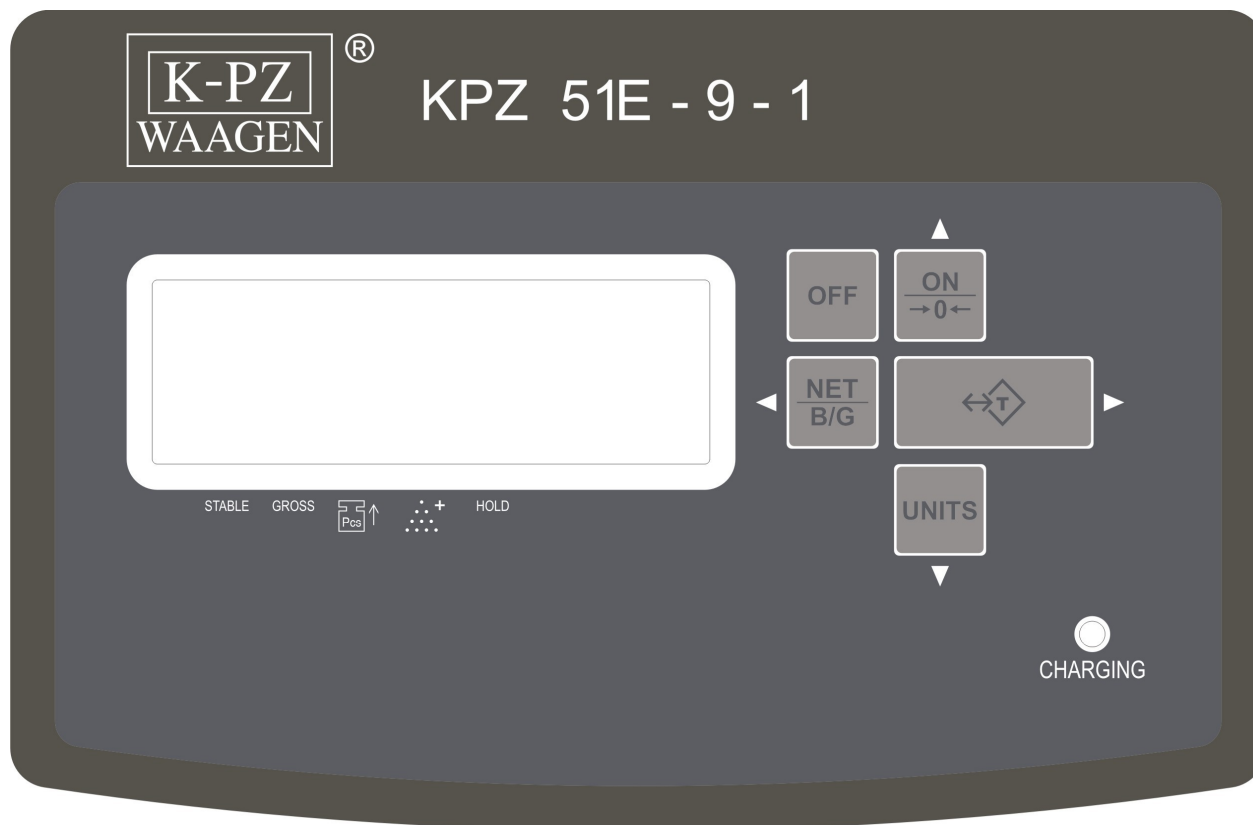 K-PZ ®
WAAGEN
KPZ 51E - 9 - 1
OFF
ON
→0←
NET
B/G
T
UNITS
STABLE GROSS Pcs + HOLD
CHARGING